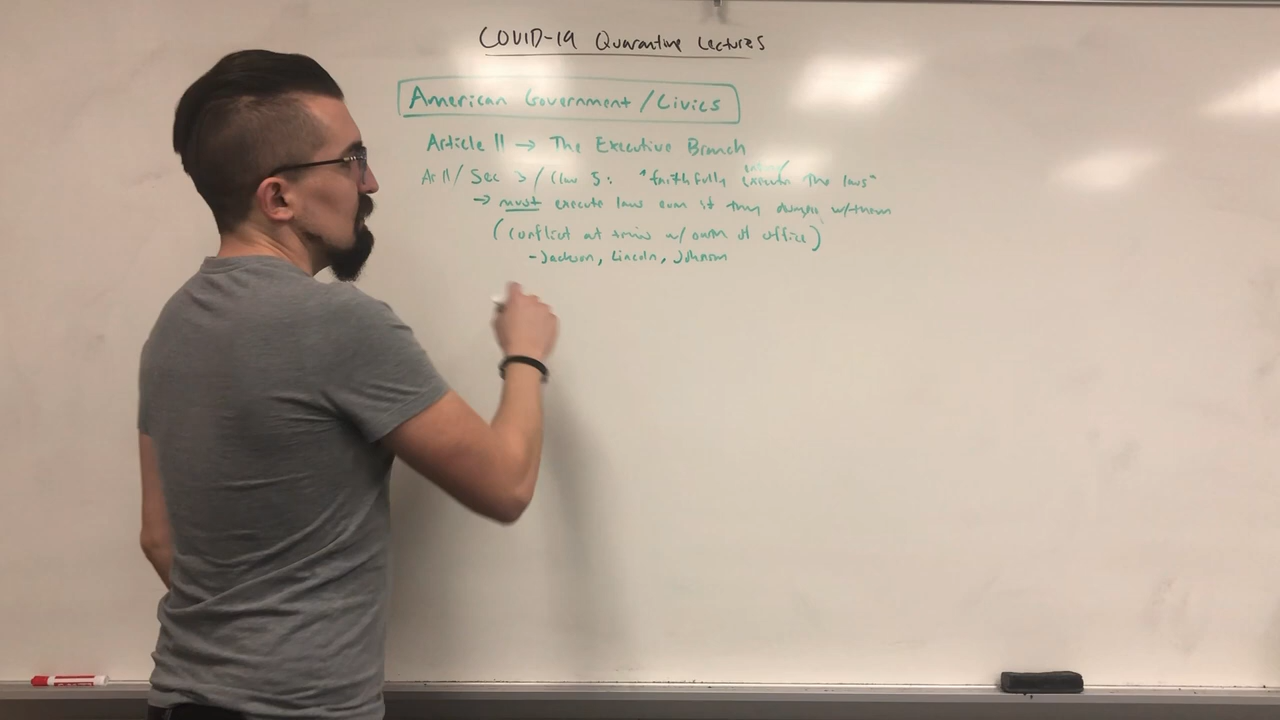 COVID-19 Quarantine Lectures
American Government / Civics
Article II → The Executive Branch
Art II / Sec 3 / Claus 5: "faithfully execute the laws"
→ must execute laws even if they disagree w/ them
(conflict at times w/ oath of office)
- Jackson, Lincoln, Johnson